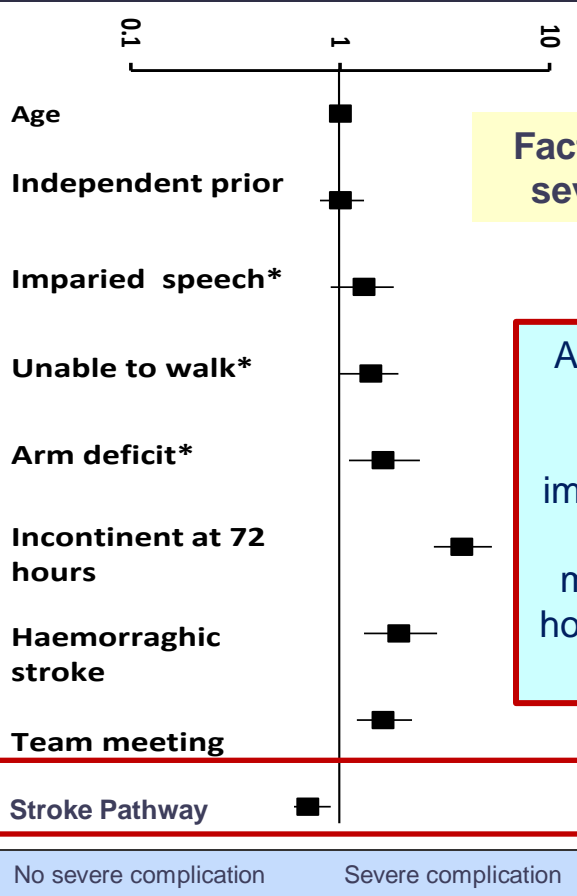 0.1
1
10
Age
Independent prior
Imparied speech*
Unable to walk*
Arm deficit*
Incontinent at 72
hours
Haemorraghic
stroke
Team meeting
Stroke Pathway
No severe complication
Severe complication